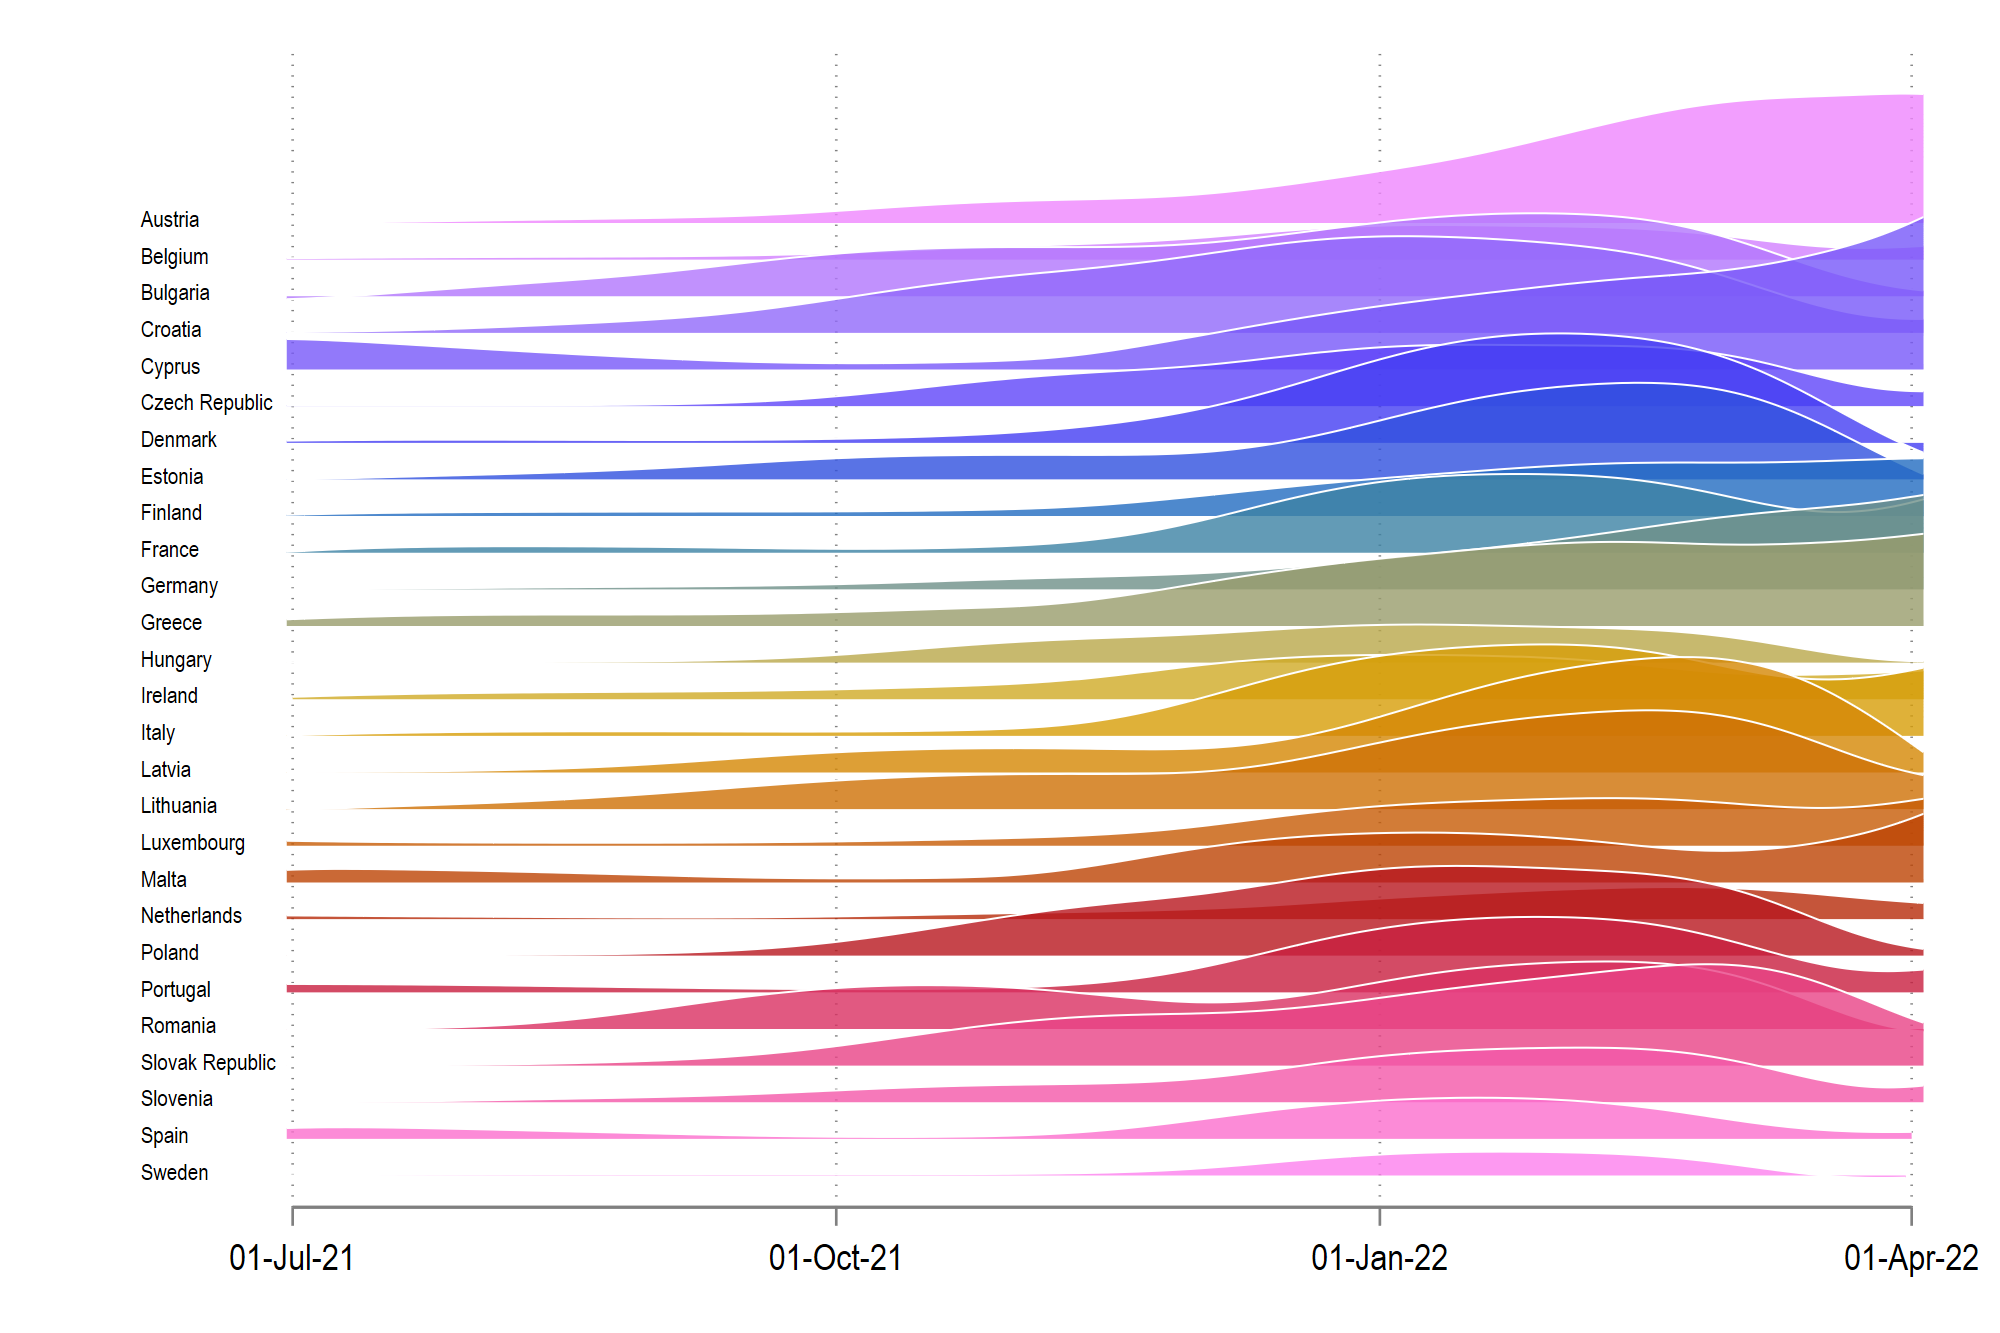 Austria
Belgium
Bulgaria
Croatia
Cyprus
Czech Republic
Denmark
Estonia
Finland
France
Germany
Greece
Hungary
Ireland
Italy
Latvia
Lithuania
Luxembourg
Malta
Netherlands
Poland
Portugal
Romania
Slovak Republic
Slovenia
Spain
Sweden
01-Jul-21 01-Oct-21 01-Jan-22 01-Apr-22